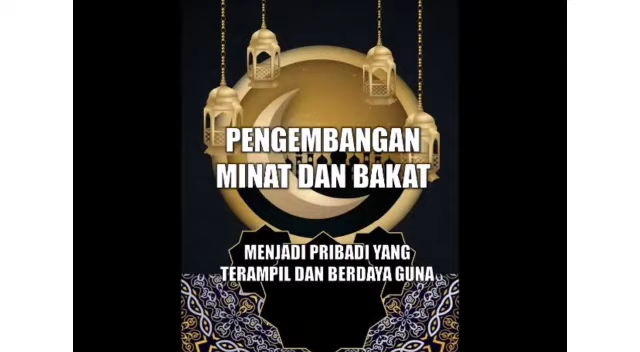 PENGEMBANGAN
MINAT DAN BAKAT
MENJADI PRIBADI YANG
TERAMPIL DAN BERDAYA GUNA